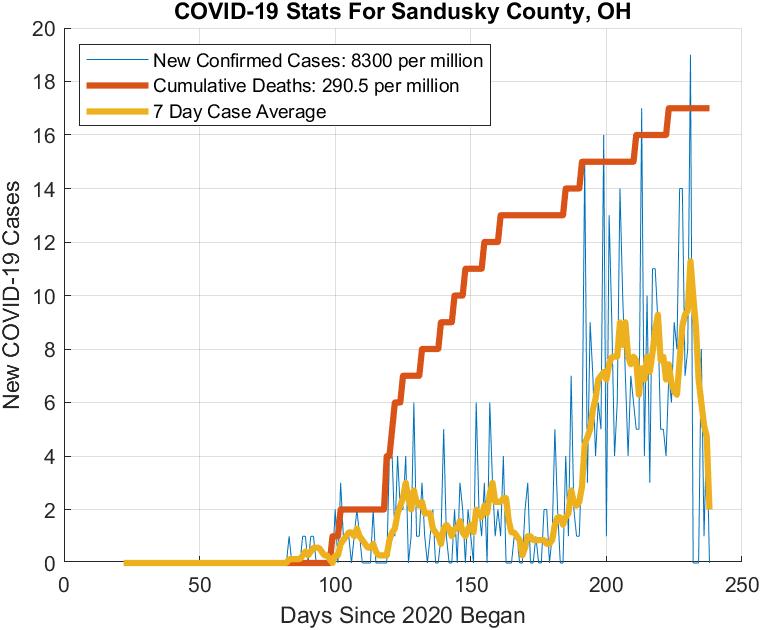 COVID-19 Stats For Sandusky County, OH
20
18
16
14
12
10
8
6
4
2
0
New COVID-19 Cases
New Confirmed Cases: 8300 per million
Cumulative Deaths: 290.5 per million
7 Day Case Average
0 50 100 150 200 250
Days Since 2020 Began